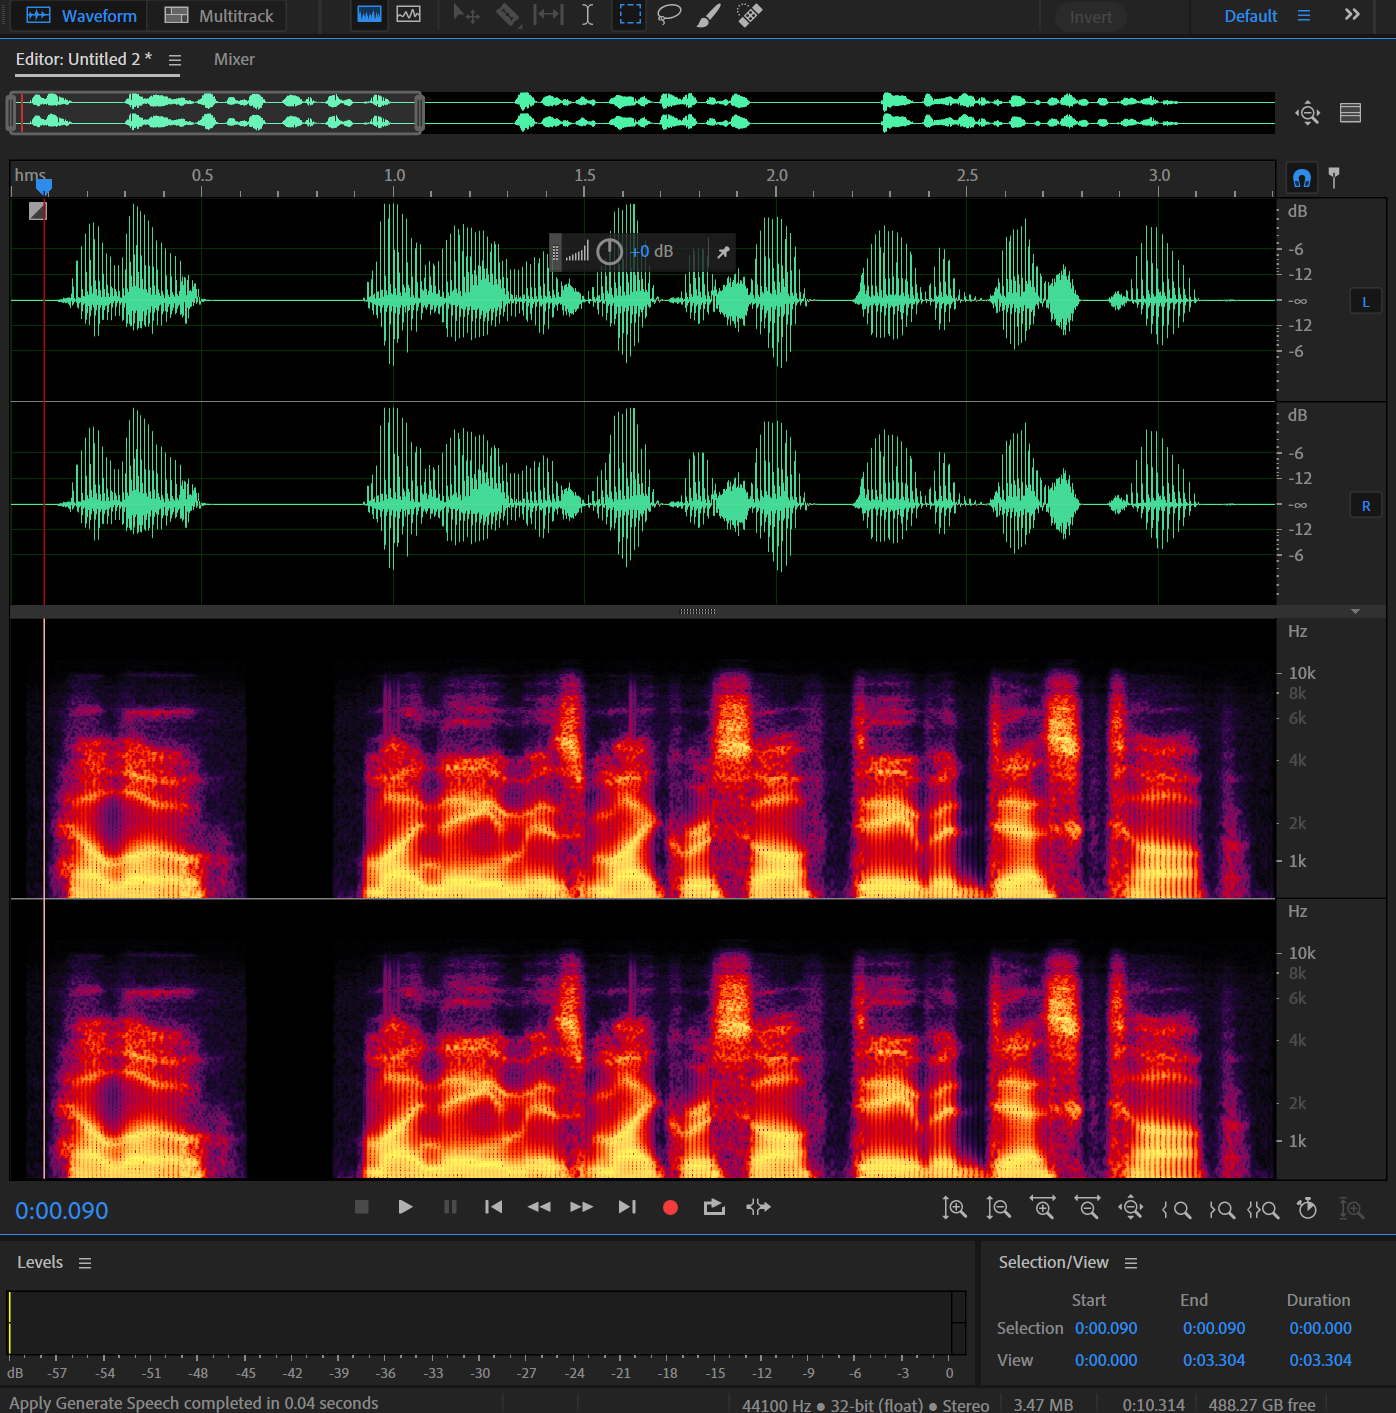 Waveform Multitrack Invert Default
Editor: Untitled 2 * Mixer
hms 0.5 1.0 1.5 2.0 2.5 3.0
dB
-6
-12
-∞
-12
-6
L
+0 dB
dB
-6
-12
-∞
-12
-6
R
Hz
10k
8k
6k
4k
2k
1k
Hz
10k
8k
6k
4k
2k
1k
0:00.090
Levels
dB -57 -54 -51 -48 -45 -42 -39 -36 -33 -30 -27 -24 -21 -18 -15 -12 -9 -6 -3 0
Selection/View
Start End Duration
Selection 0:00.090 0:00.090 0:00.000
View 0:00.000 0:03.304 0:03.304
Apply Generate Speech completed in 0.04 seconds
44100 Hz ● 32-bit (float) ● Stereo 3.47 MB 0:10.314 488.27 GB free